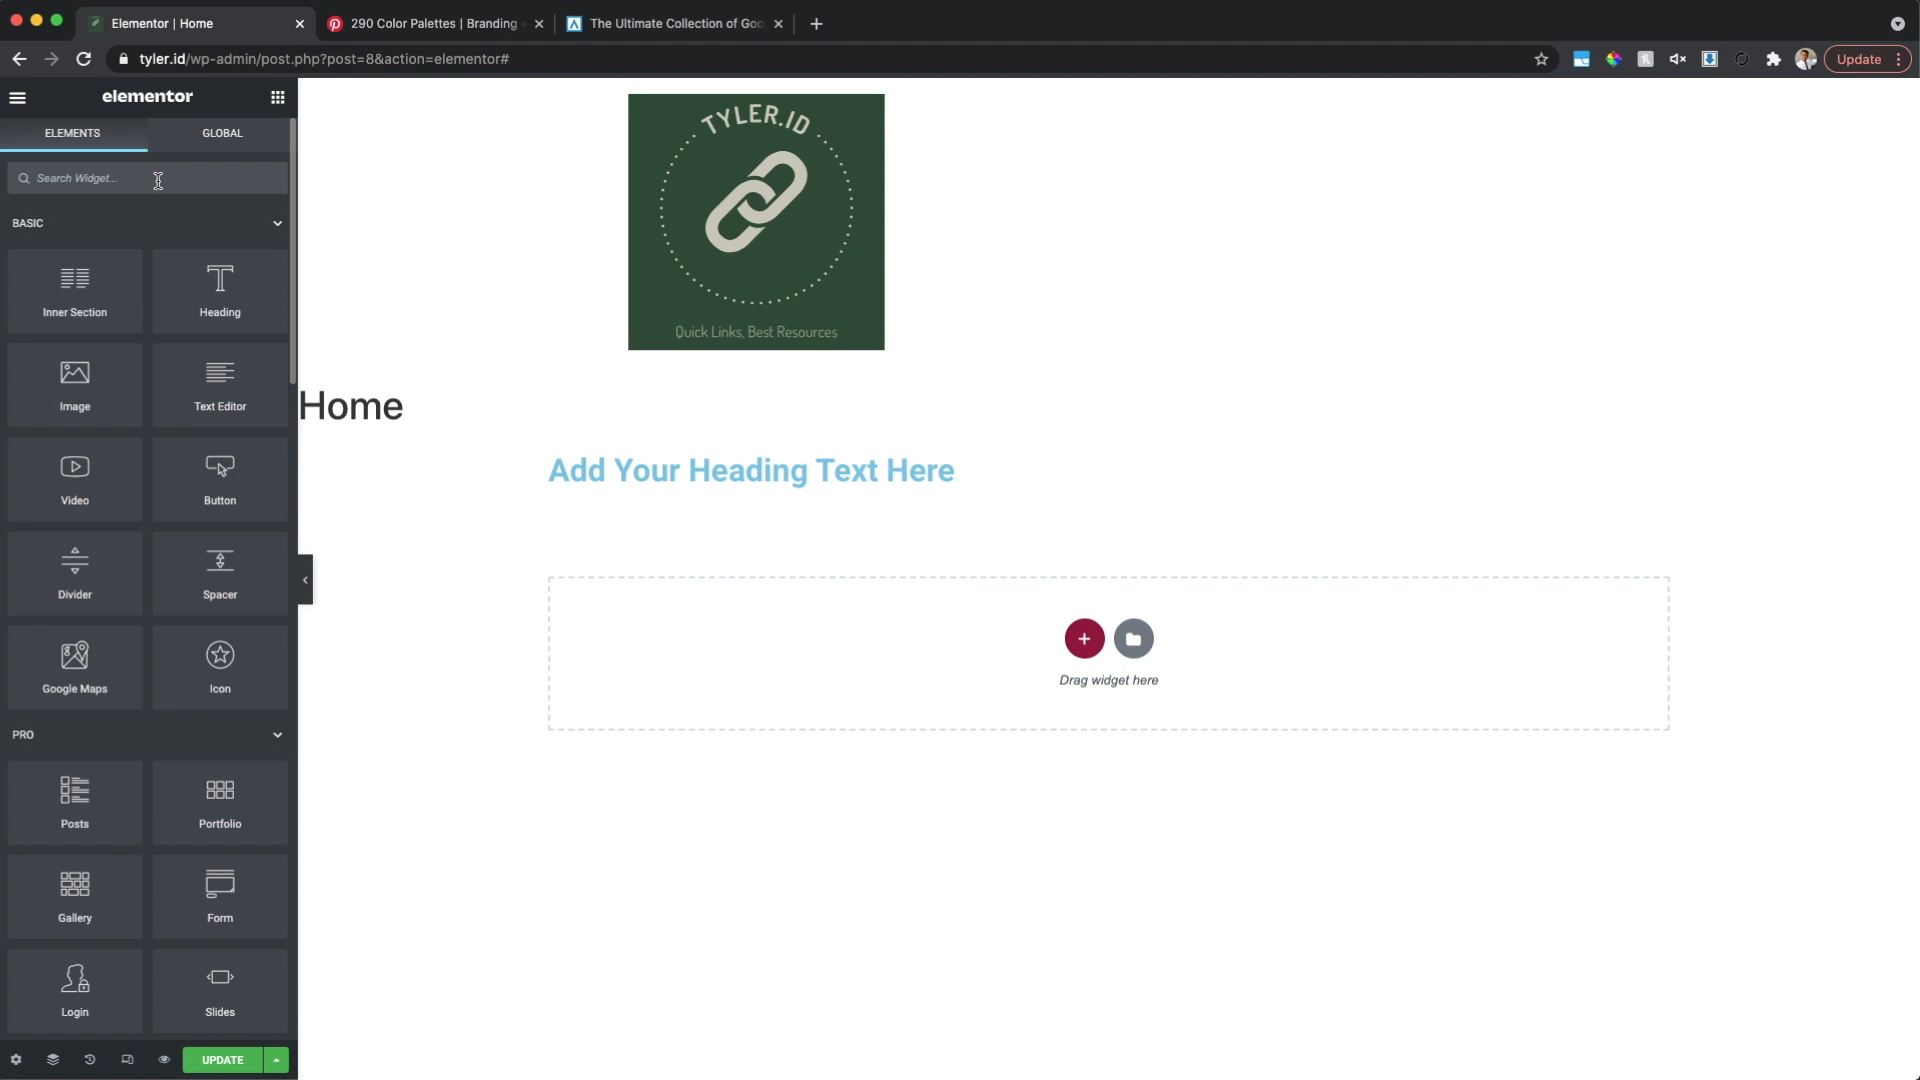 Elementor | Home
290 Color Palettes | Branding
The Ultimate Collection of Goo
tyler.id/wp-admin/post.php?post=8&action=elementor#
Update
elementor
ELEMENTS
GLOBAL
Search Widget...
BASIC
Inner Section
Heading
Image
Text Editor
Video
Button
Divider
Spacer
Google Maps
Icon
PRO
Posts
Portfolio
Gallery
Form
Login
Slides
UPDATE
TYLER.ID
Quick Links, Best Resources
Home
Add Your Heading Text Here
Drag widget here